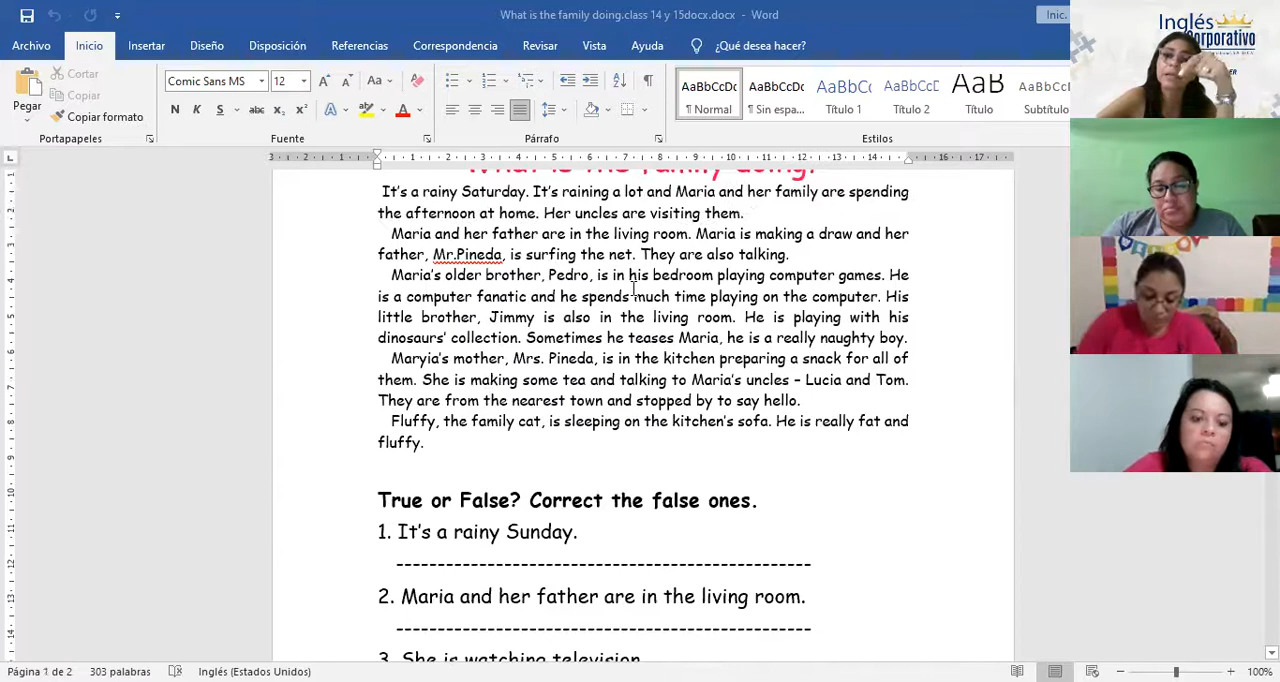 What is the family doing.class 14 y 15docx.docx - Word
Inic.
Archivo Inicio Insertar Diseño Disposición Referencias Correspondencia Revisar Vista Ayuda ¿Qué desea hacer?
Pegar
Cortar
Copiar
Copiar formato
Portapapeles
Comic Sans MS 12
N K S abc x₂ x²
Fuente
Párrafo
AaBbCcDc AaBbCcDc AaBbC AaBbCcD AaB AaBbCc
¶ Normal ¶ Sin espa... Título 1 Título 2 Título Subtítulo
Estilos
Inglés
Corporativo
What is the family doing?
It's a rainy Saturday. It's raining a lot and Maria and her family are spending
the afternoon at home. Her uncles are visiting them.
Maria and her father are in the living room. Maria is making a draw and her
father, Mr.Pineda, is surfing the net. They are also talking.
Maria's older brother, Pedro, is in his bedroom playing computer games. He
is a computer fanatic and he spends much time playing on the computer. His
little brother, Jimmy is also in the living room. He is playing with his
dinosaurs' collection. Sometimes he teases Maria, he is a really naughty boy.
Maryia's mother, Mrs. Pineda, is in the kitchen preparing a snack for all of
them. She is making some tea and talking to Maria's uncles – Lucia and Tom.
They are from the nearest town and stopped by to say hello.
Fluffy, the family cat, is sleeping on the kitchen's sofa. He is really fat and
fluffy.
True or False? Correct the false ones.
1. It's a rainy Sunday.
--------------------------------------------------
2. Maria and her father are in the living room.
--------------------------------------------------
3. She is watching television.
Página 1 de 2 303 palabras Inglés (Estados Unidos) 100%